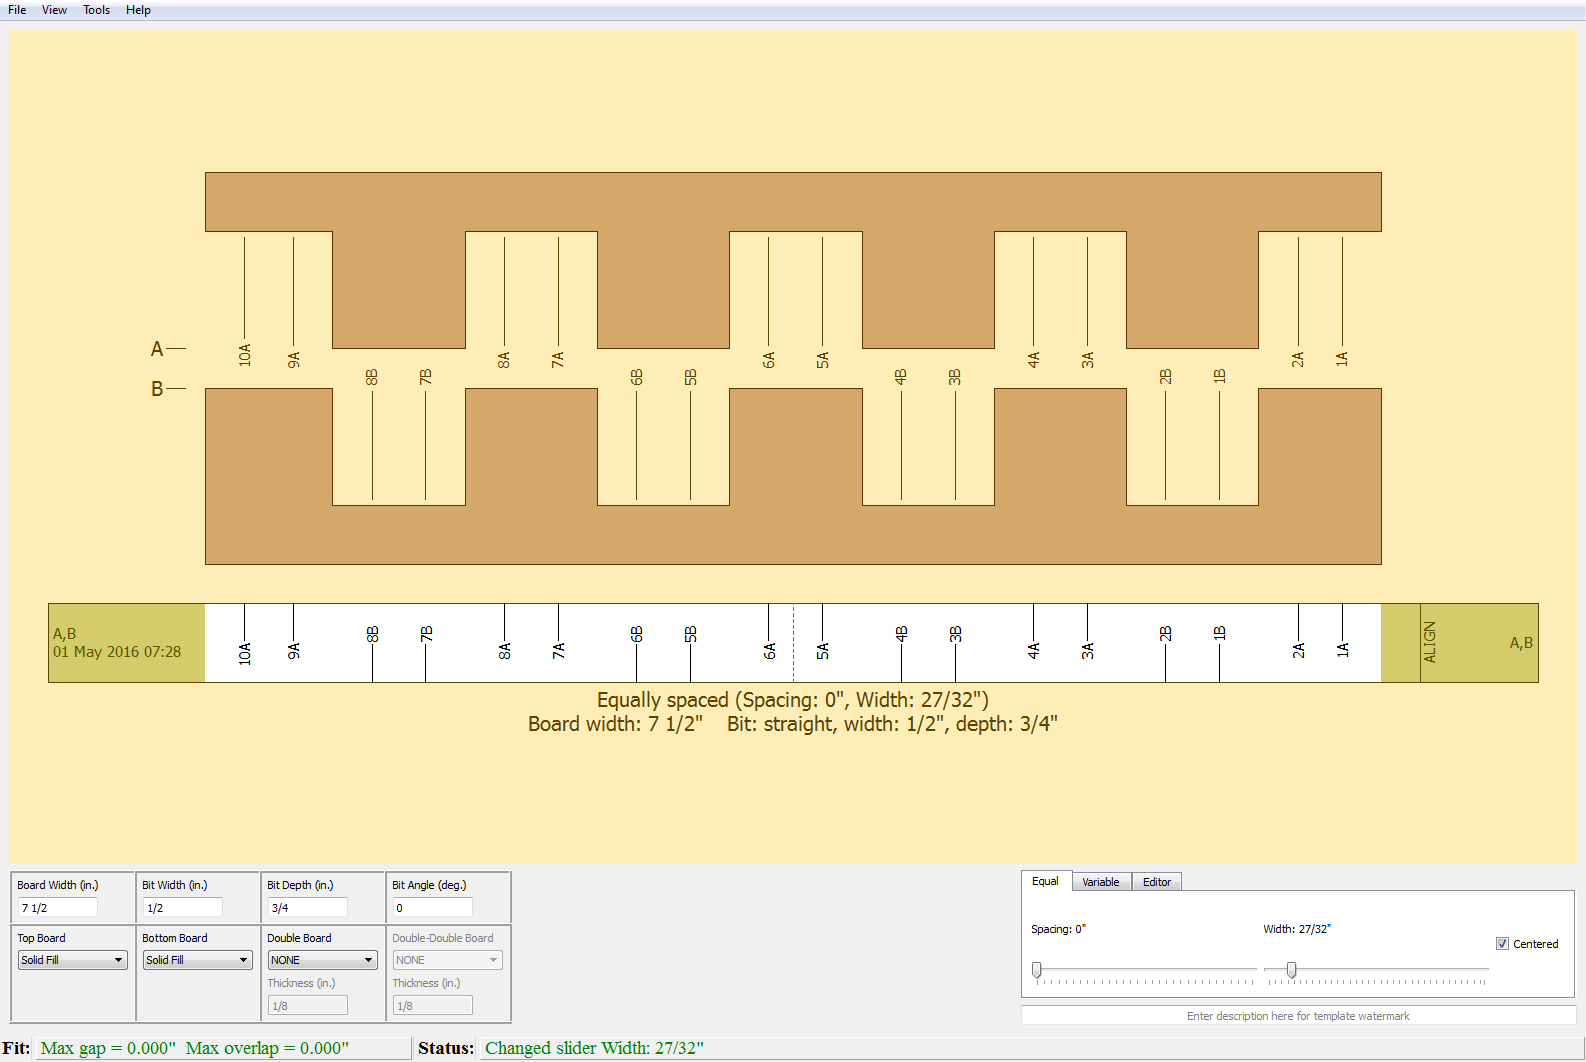 File View Tools Help
A
B
10A 9A 8A 7A 6A 5A 4A 3A 2A 1A
8B 7B 6B 5B 4B 3B 2B 1B
A,B
01 May 2016 07:28
10A 9A 8B 7B 8A 7A 6B 5B 6A 5A 4B 3B 4A 3A 2B 1B 2A 1A
ALIGN
A,B
Equally spaced (Spacing: 0", Width: 27/32")
Board width: 7 1/2" Bit: straight, width: 1/2", depth: 3/4"
Board Width (in.) Bit Width (in.) Bit Depth (in.) Bit Angle (deg.)
7 1/2 1/2 3/4 0
Top Board Bottom Board Double Board Double-Double Board
Solid Fill Solid Fill NONE NONE
Thickness (in.) Thickness (in.)
1/8 1/8
Equal Variable Editor
Spacing: 0" Width: 27/32"
Centered
Enter description here for template watermark
Fit: Max gap = 0.000" Max overlap = 0.000" Status: Changed slider Width: 27/32"